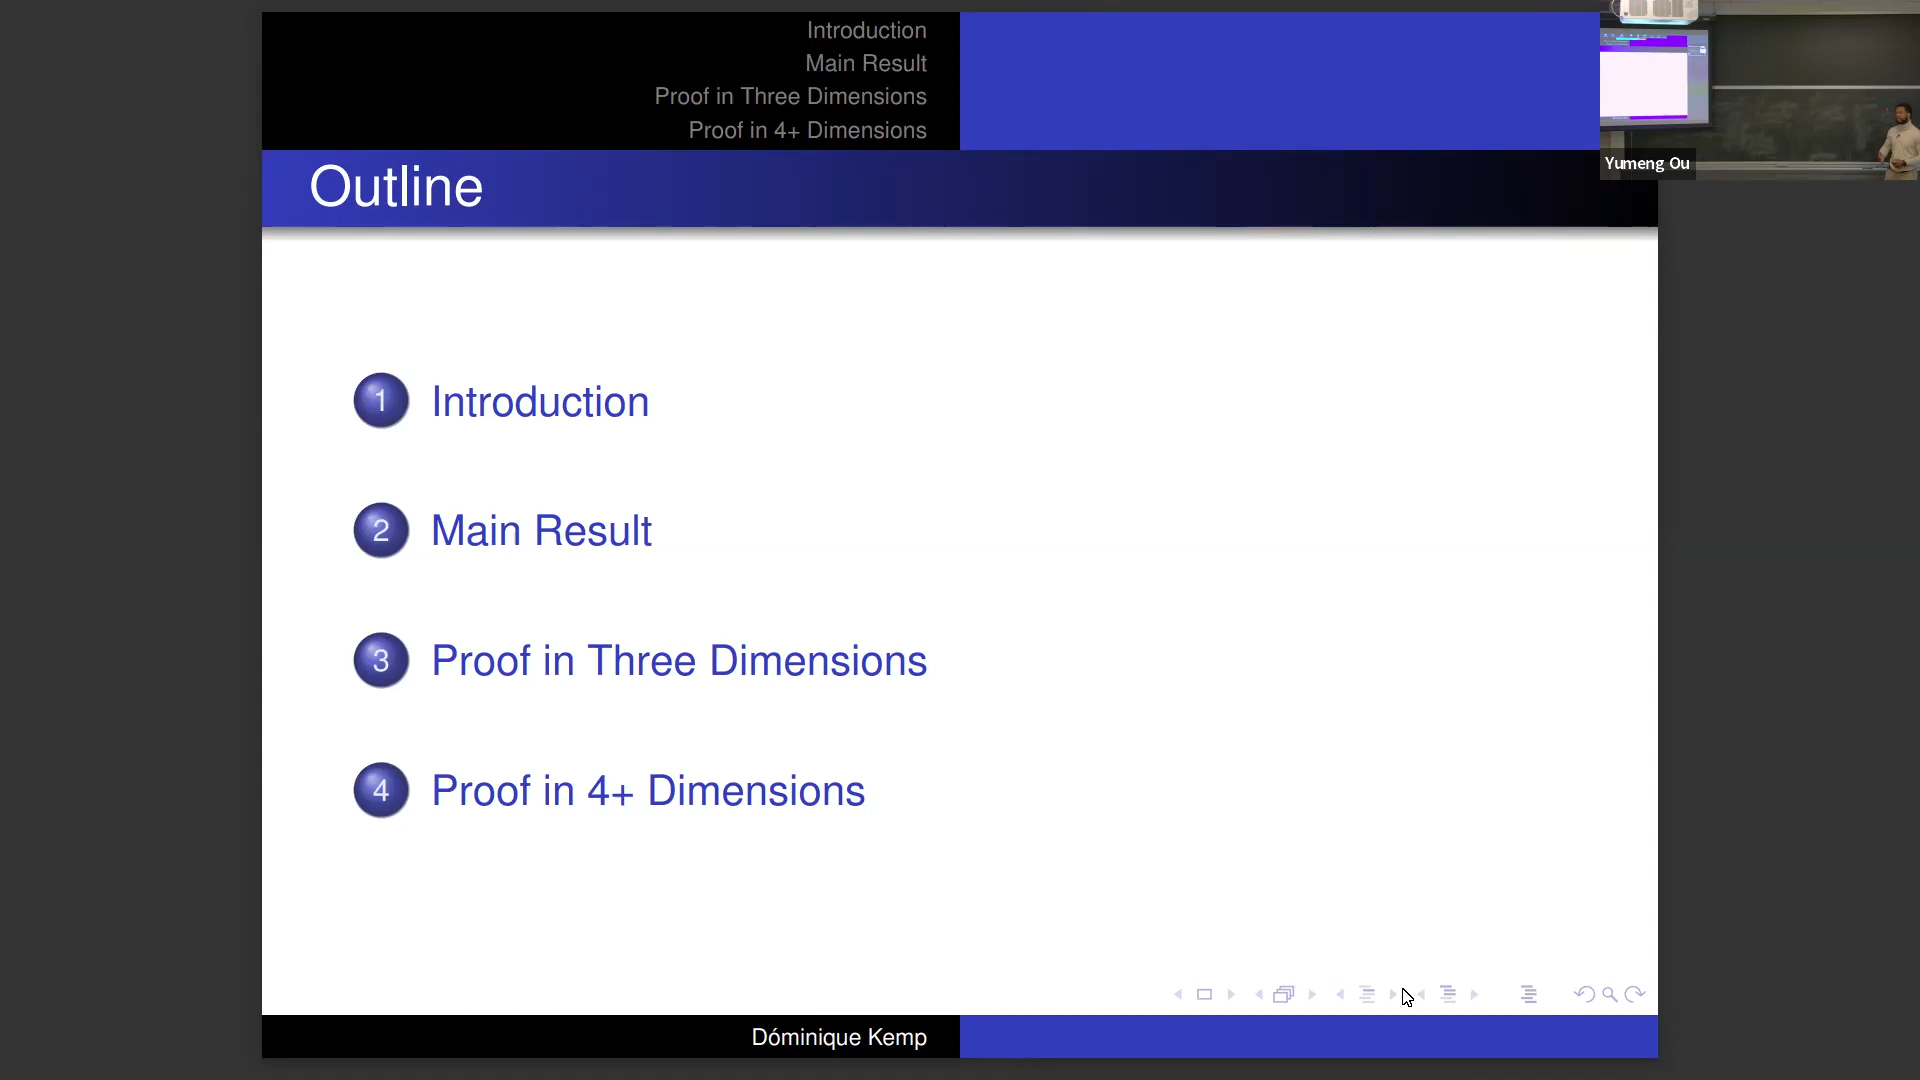 Introduction
Main Result
Proof in Three Dimensions
Proof in 4+ Dimensions
Yumeng Ou
Outline
1 Introduction
2 Main Result
3 Proof in Three Dimensions
4 Proof in 4+ Dimensions
Dóminique Kemp